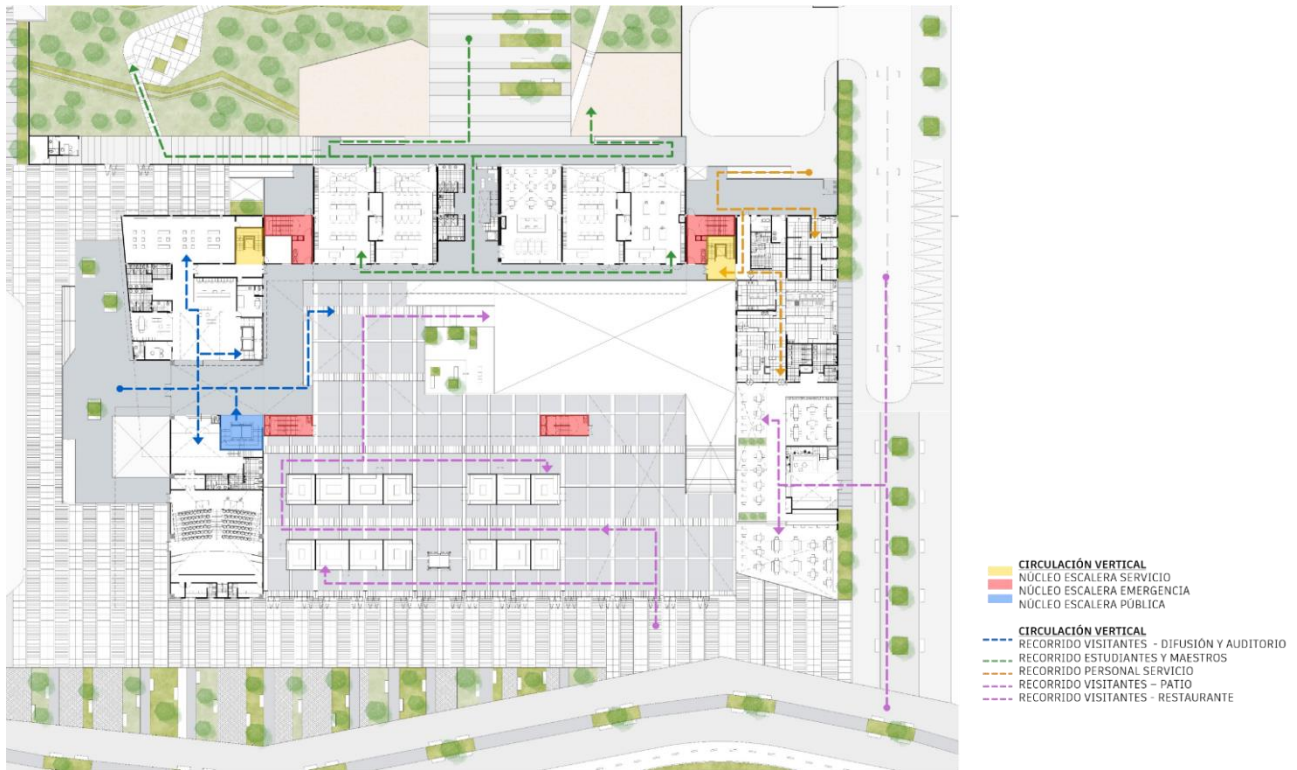 CIRCULACIÓN VERTICAL
NÚCLEO ESCALERA SERVICIO
NÚCLEO ESCALERA EMERGENCIA
NÚCLEO ESCALERA PÚBLICA
CIRCULACIÓN VERTICAL
RECORRIDO VISITANTES - DIFUSIÓN Y AUDITORIO
RECORRIDO ESTUDIANTES Y MAESTROS
RECORRIDO PERSONAL SERVICIO
RECORRIDO VISITANTES – PATIO
RECORRIDO VISITANTES - RESTAURANTE